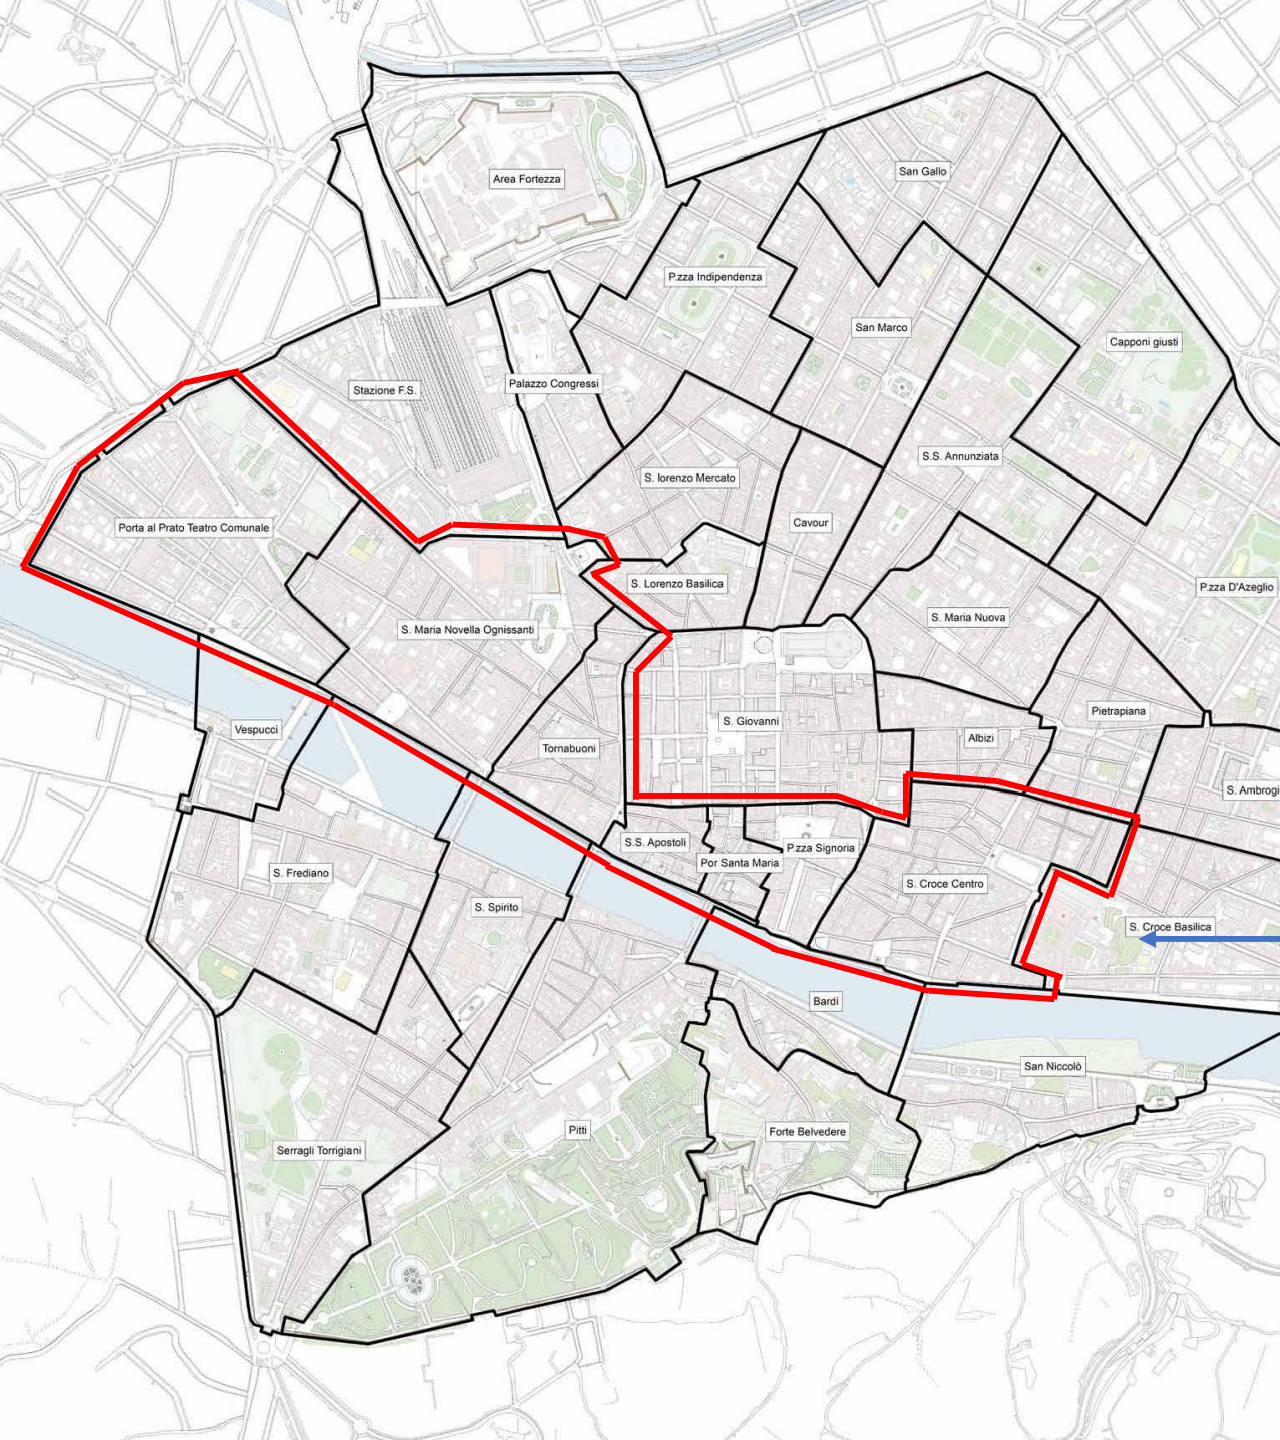 San Gallo
Area Fortezza
P.zza Indipendenza
San Marco
Capponi giusti
Stazione F.S.
Palazzo Congressi
S.S. Annunziata
S. lorenzo Mercato
Cavour
Porta al Prato Teatro Comunale
S. Lorenzo Basilica
P.zza D'Azeglio
S. Maria Nuova
S. Maria Novella Ognissanti
Pietrapiana
S. Giovanni
Vespucci
Albizi
Tornabuoni
S. Ambrogi
S.S. Apostoli
P.zza Signoria
Por Santa Maria
S. Frediano
S. Croce Centro
S. Spirito
S. Croce Basilica
Bardi
San Niccolò
Pitti
Forte Belvedere
Serragli Torrigiani